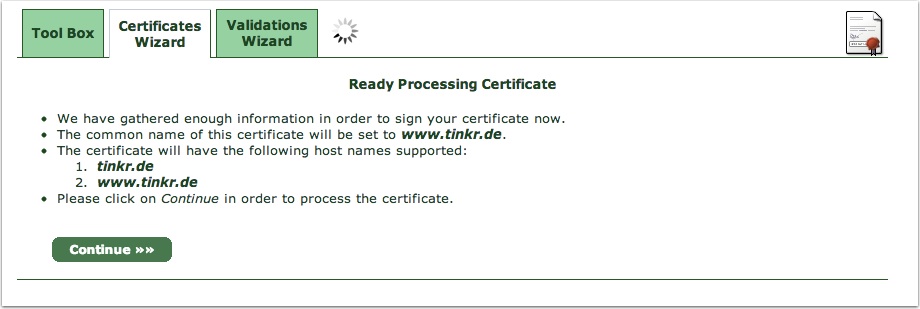 Tool Box
Certificates
Wizard
Validations
Wizard
Ready Processing Certificate
• We have gathered enough information in order to sign your certificate now.
• The common name of this certificate will be set to www.tinkr.de.
• The certificate will have the following host names supported:
1. tinkr.de
2. www.tinkr.de
• Please click on Continue in order to process the certificate.
Continue »»